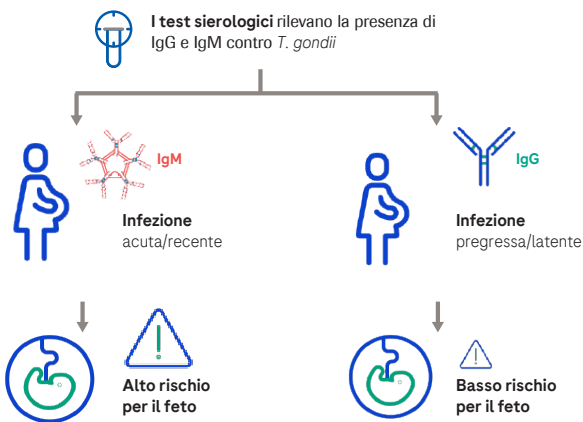 I test sierologici rilevano la presenza di
IgG e IgM contro T. gondii
IgM
IgG
Infezione
acuta/recente
Infezione
pregressa/latente
Alto rischio
per il feto
Basso rischio
per il feto